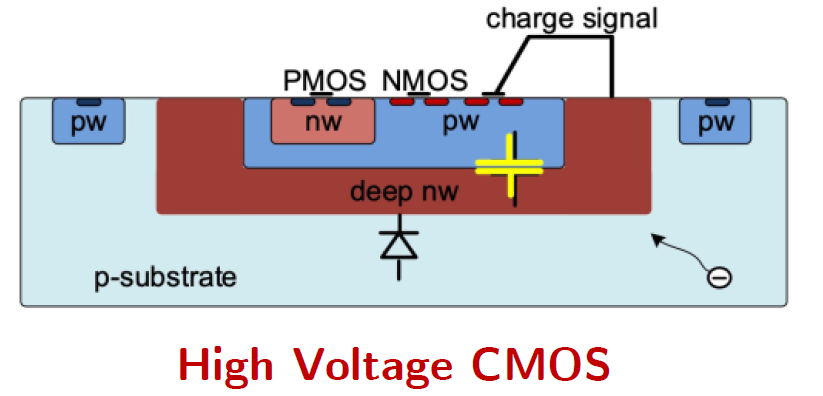 charge signal
PMOS NMOS
pw nw pw pw
deep nw
p-substrate
High Voltage CMOS